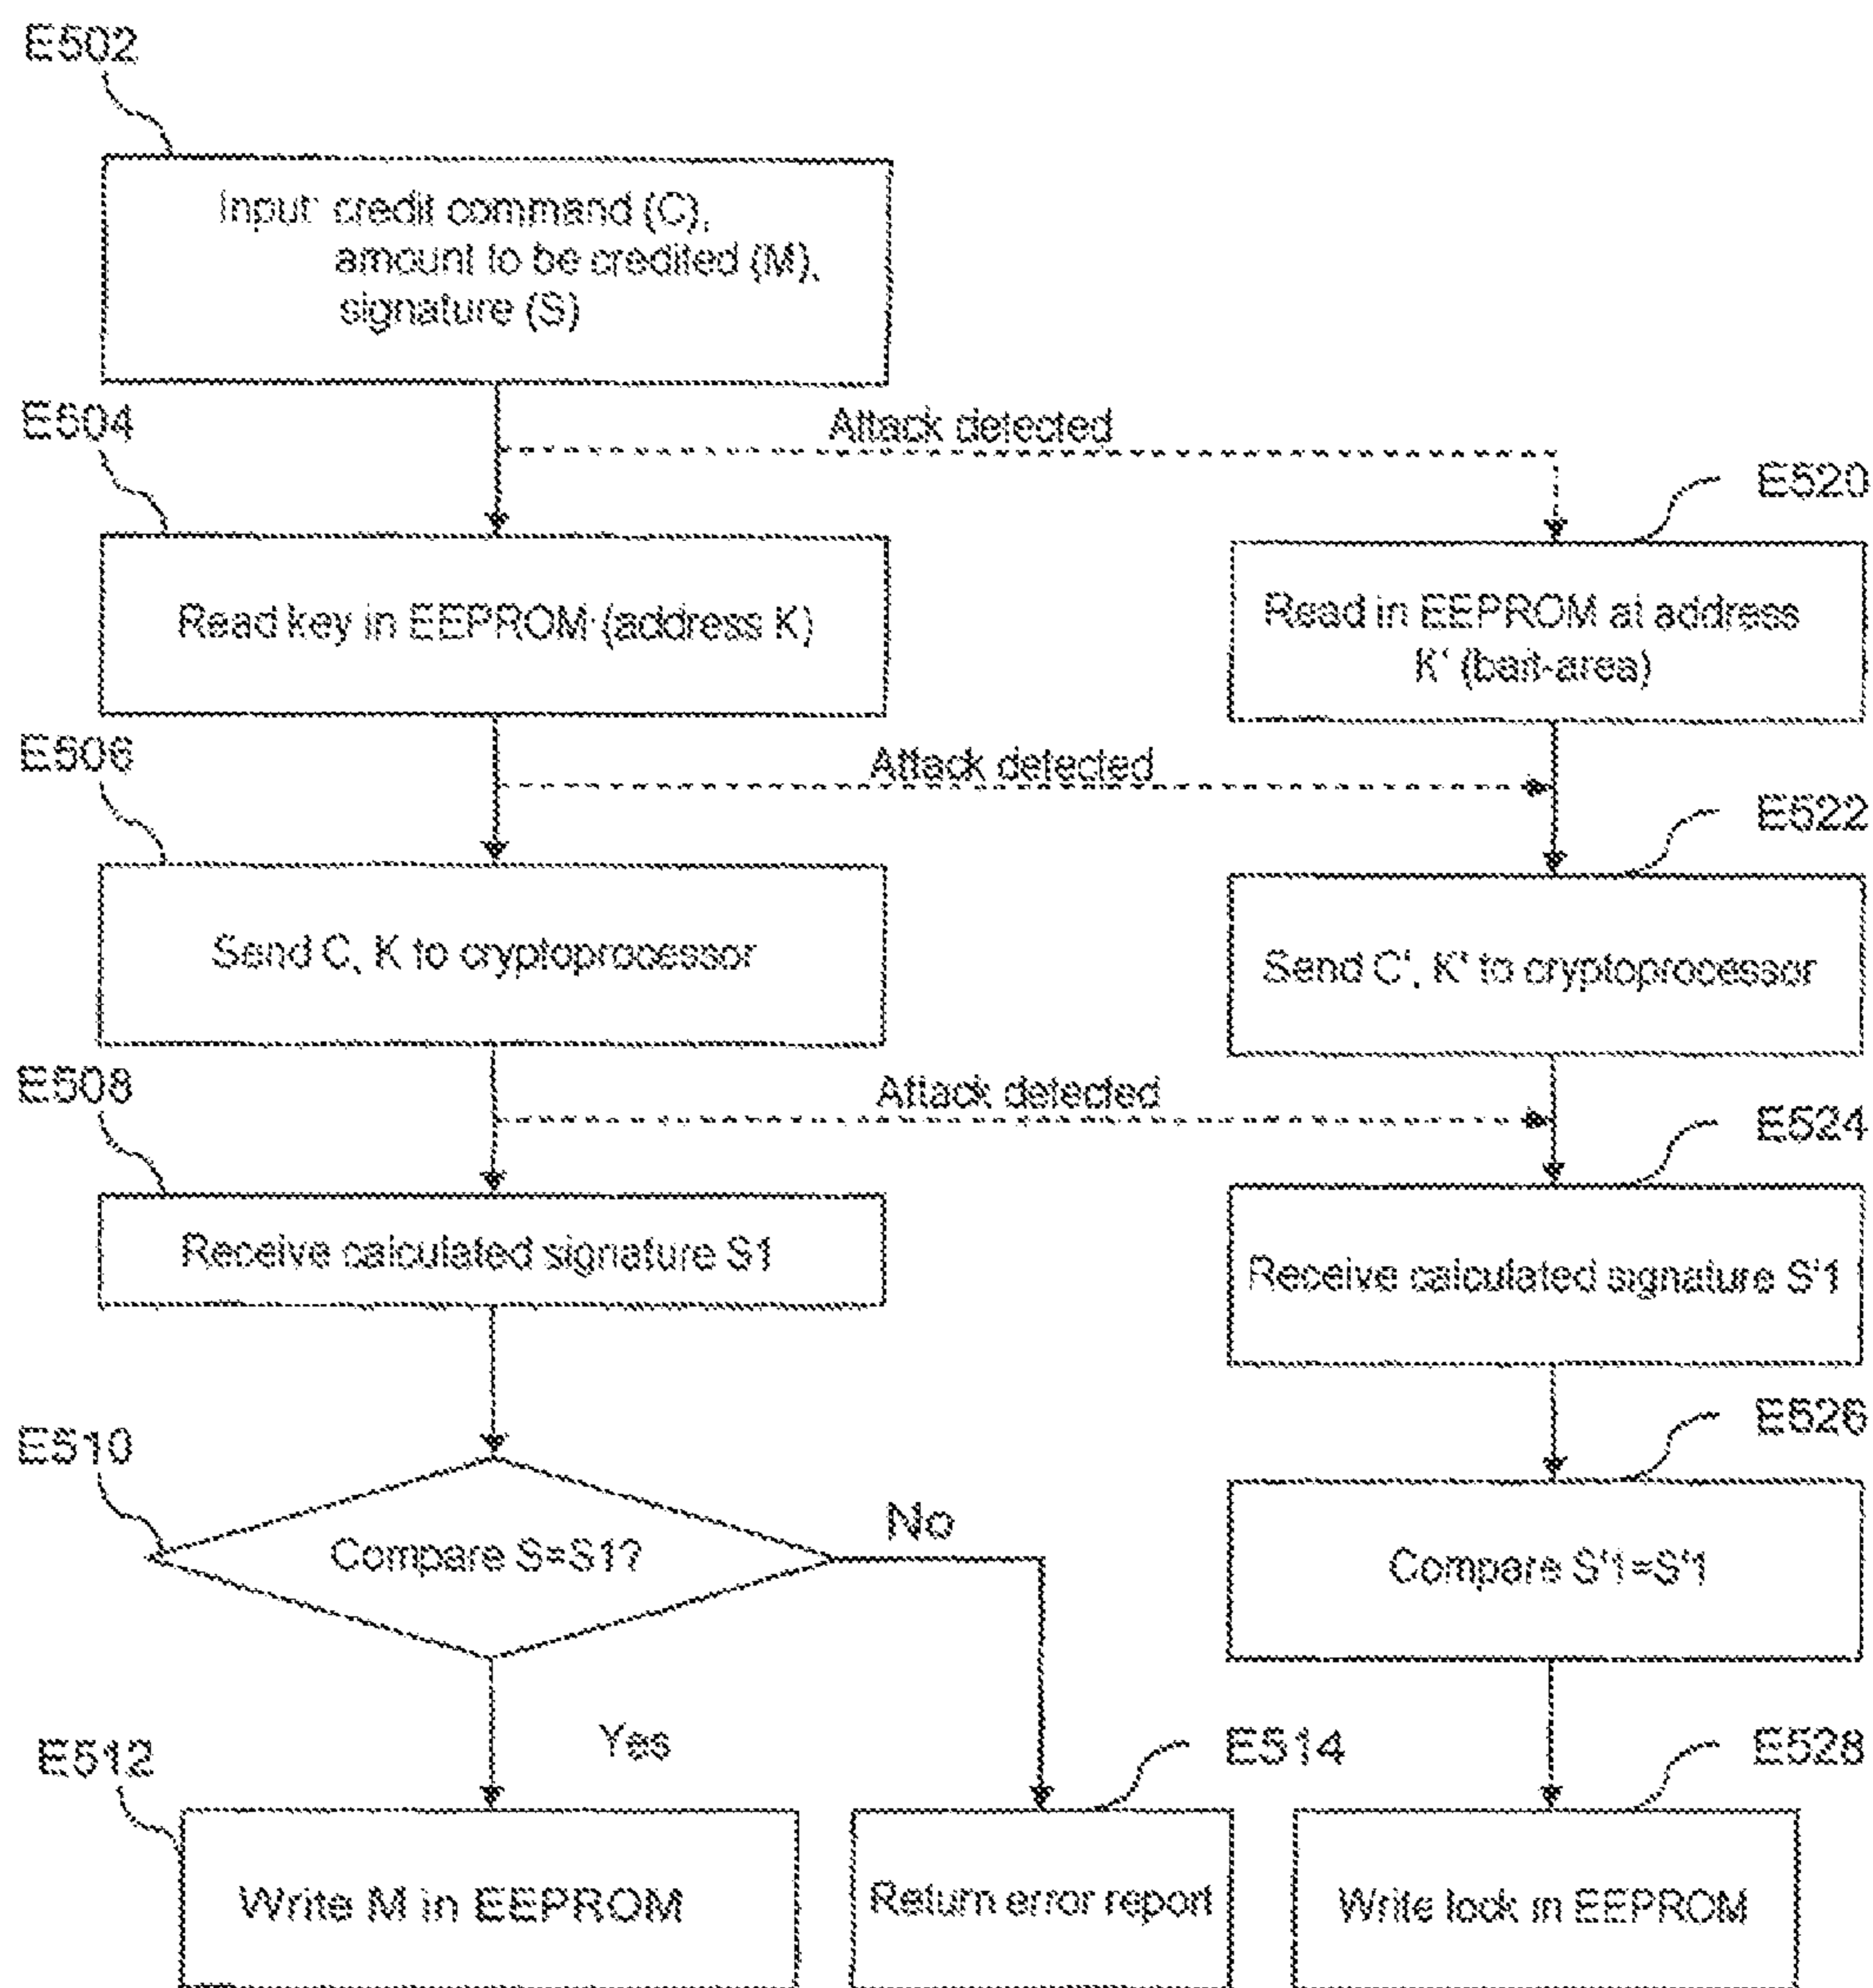 E502
Input: credit command (C),
amount to be credited (M),
signature (S)
E504
Attack detected
E520
Read key in EEPROM (address K)
Read in EEPROM at address
K' (bait-area)
E506
Attack detected
E522
Send C, K to cryptoprocessor
Send C', K' to cryptoprocessor
E508
Attack detected
E524
Receive calculated signature S1
Receive calculated signature S'1
E510
E526
No
Compare S=S1?
Compare S'1=S'1
Yes
E512
E514
E528
Write M in EEPROM
Return error report
Write lock in EEPROM